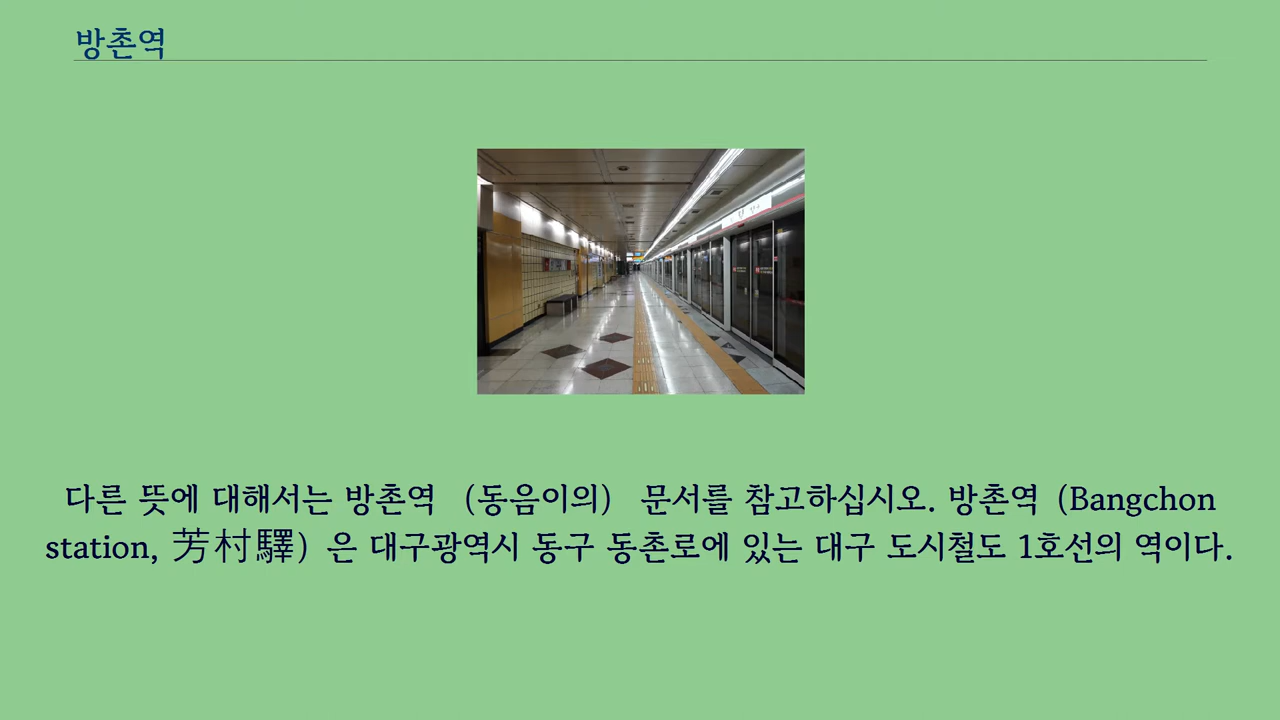 방촌역
다른 뜻에 대해서는 방촌역 (동음이의) 문서를 참고하십시오. 방촌역 (Bangchon
station, 芳村驛) 은 대구광역시 동구 동촌로에 있는 대구 도시철도 1호선의 역이다.